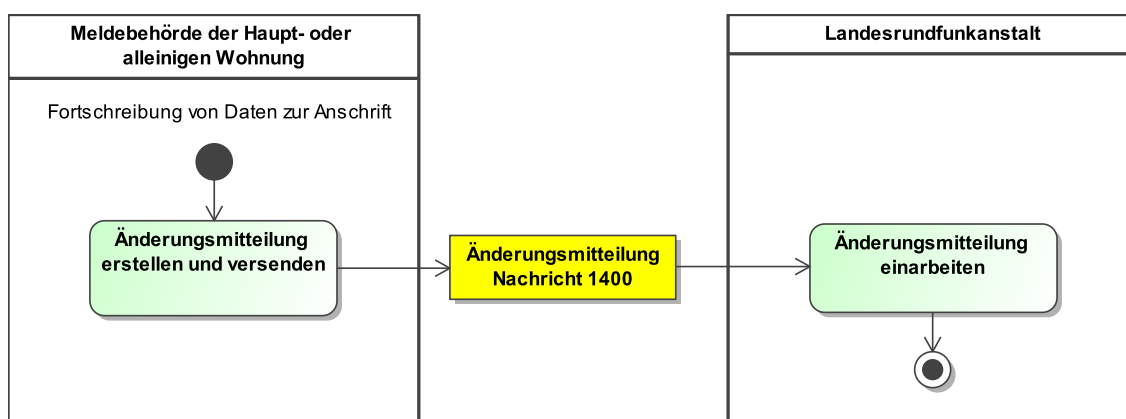 Meldebehörde der Haupt- oder
alleinigen Wohnung
Landesrundfunkanstalt
Fortschreibung von Daten zur Anschrift
Änderungsmitteilung
erstellen und versenden
Änderungsmitteilung
Nachricht 1400
Änderungsmitteilung
einarbeiten